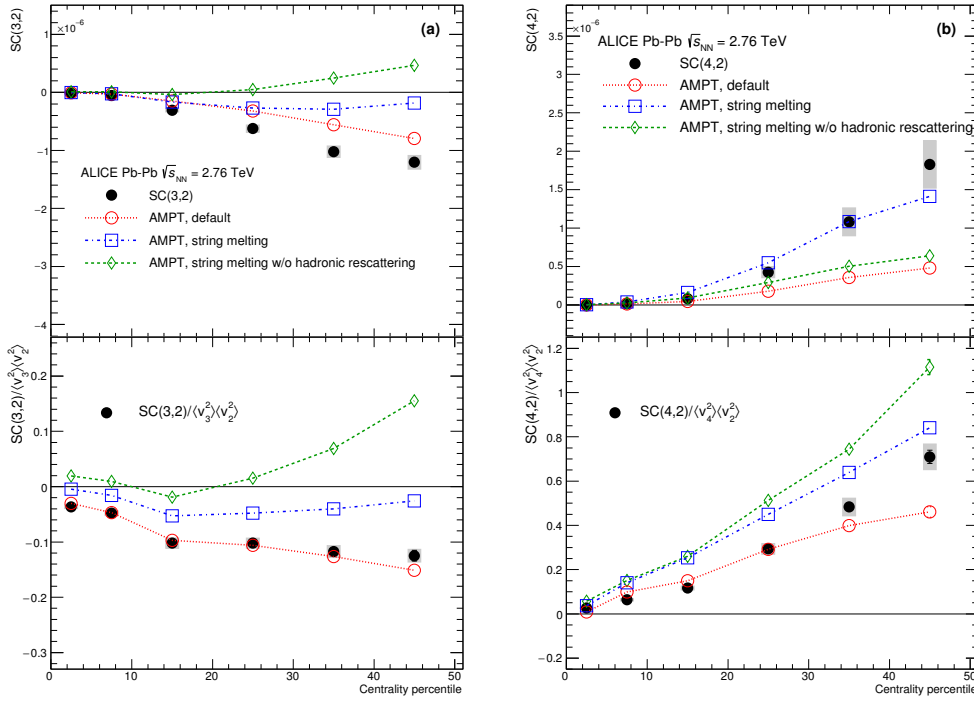 SC(3,2)
×10⁻⁶
(a)
1
0
−1
−2
−4
ALICE Pb-Pb √s_NN = 2.76 TeV
SC(3,2)
AMPT, default
AMPT, string melting
AMPT, string melting w/o hadronic rescattering
SC(3,2)/⟨v₃²⟩⟨v₂²⟩
0.2
0.1
0
−0.1
−0.2
−0.3
SC(3,2)/⟨v₃²⟩⟨v₂²⟩
0 10 20 30 40 50
Centrality percentile
SC(4,2)
×10⁻⁶
(b)
3.5
3
2.5
2
1.5
1
0.5
0
ALICE Pb-Pb √s_NN = 2.76 TeV
SC(4,2)
AMPT, default
AMPT, string melting
AMPT, string melting w/o hadronic rescattering
SC(4,2)/⟨v₄²⟩⟨v₂²⟩
1.2
1
0.8
0.6
0.4
0.2
0
−0.2
SC(4,2)/⟨v₄²⟩⟨v₂²⟩
0 10 20 30 40 50
Centrality percentile